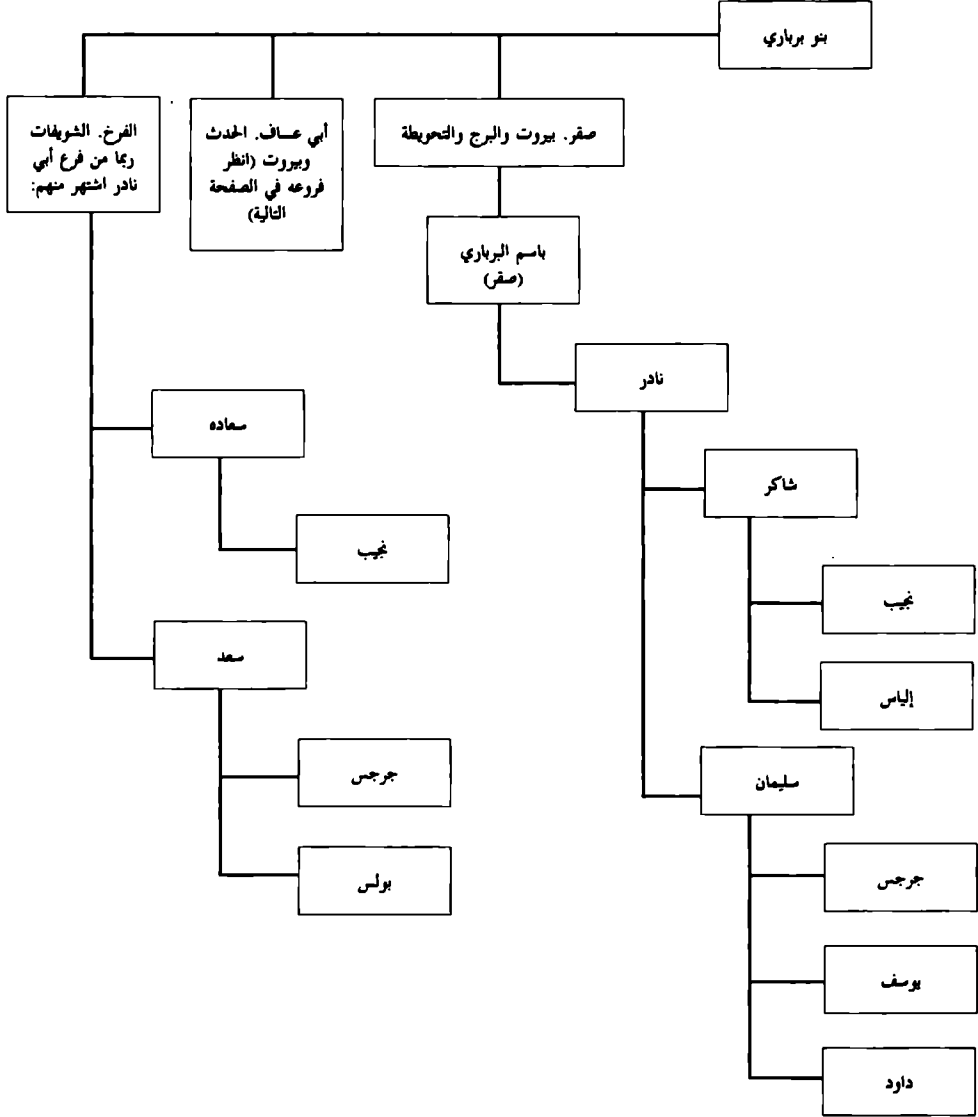 بنو برباري
صقر. بيروت والبرج والتحويطة
أبي عساف. الحدث
وبيروت (انظر
فروعه في الصفحة
التالية)
الفرخ. الشويفات
ربما من فرع أبي
نادر اشتهر منهم:
باسم البرباري
(صقر)
نادر
شاكر
نجيب
إلياس
سليمان
جرجس
يوسف
داود
سعاده
نجيب
سعد
جرجس
بولس